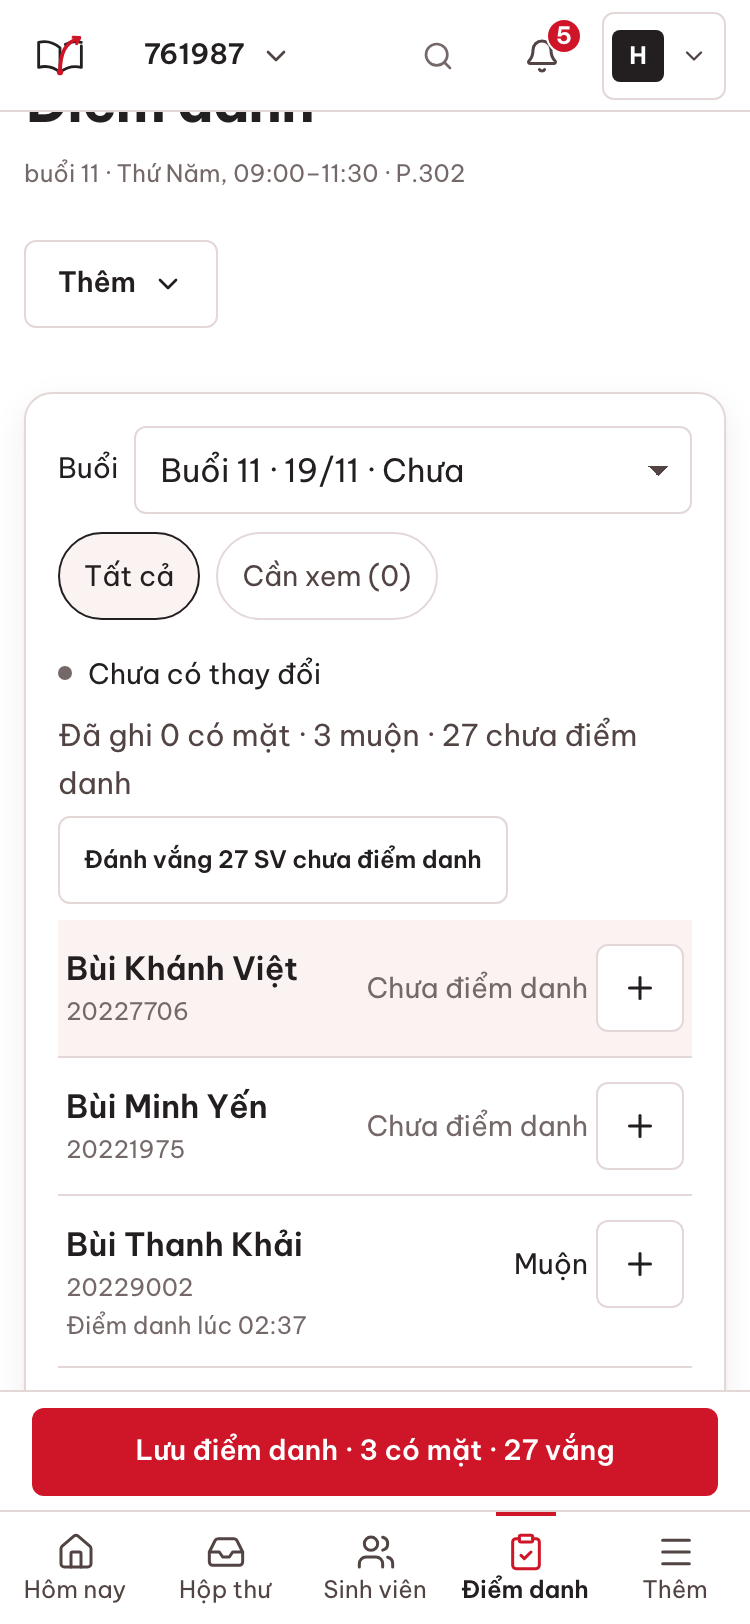 761987
5
H
Điểm danh
buổi 11 · Thứ Năm, 09:00–11:30 · P.302
Thêm
Buổi
Buổi 11 · 19/11 · Chưa
Tất cả
Cần xem (0)
Chưa có thay đổi
Đã ghi 0 có mặt · 3 muộn · 27 chưa điểm
danh
Đánh vắng 27 SV chưa điểm danh
Bùi Khánh Việt
20227706
Chưa điểm danh
Bùi Minh Yến
20221975
Chưa điểm danh
Bùi Thanh Khải
20229002
Điểm danh lúc 02:37
Muộn
Lưu điểm danh · 3 có mặt · 27 vắng
Hôm nay
Hộp thư
Sinh viên
Điểm danh
Thêm